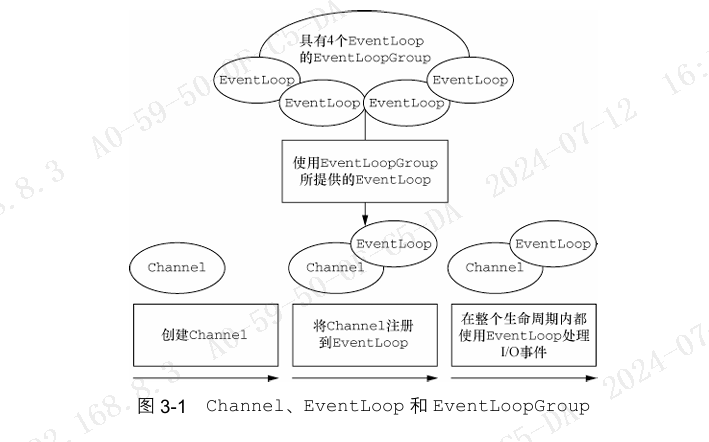 具有4个EventLoop
的EventLoopGroup
EventLoop
EventLoop
EventLoop
EventLoop
使用EventLoopGroup
所提供的EventLoop
Channel
Channel
EventLoop
Channel
EventLoop
创建Channel
将Channel注册
到EventLoop
在整个生命周期内都
使用EventLoop处理
I/O事件
图 3-1 Channel、EventLoop 和 EventLoopGroup